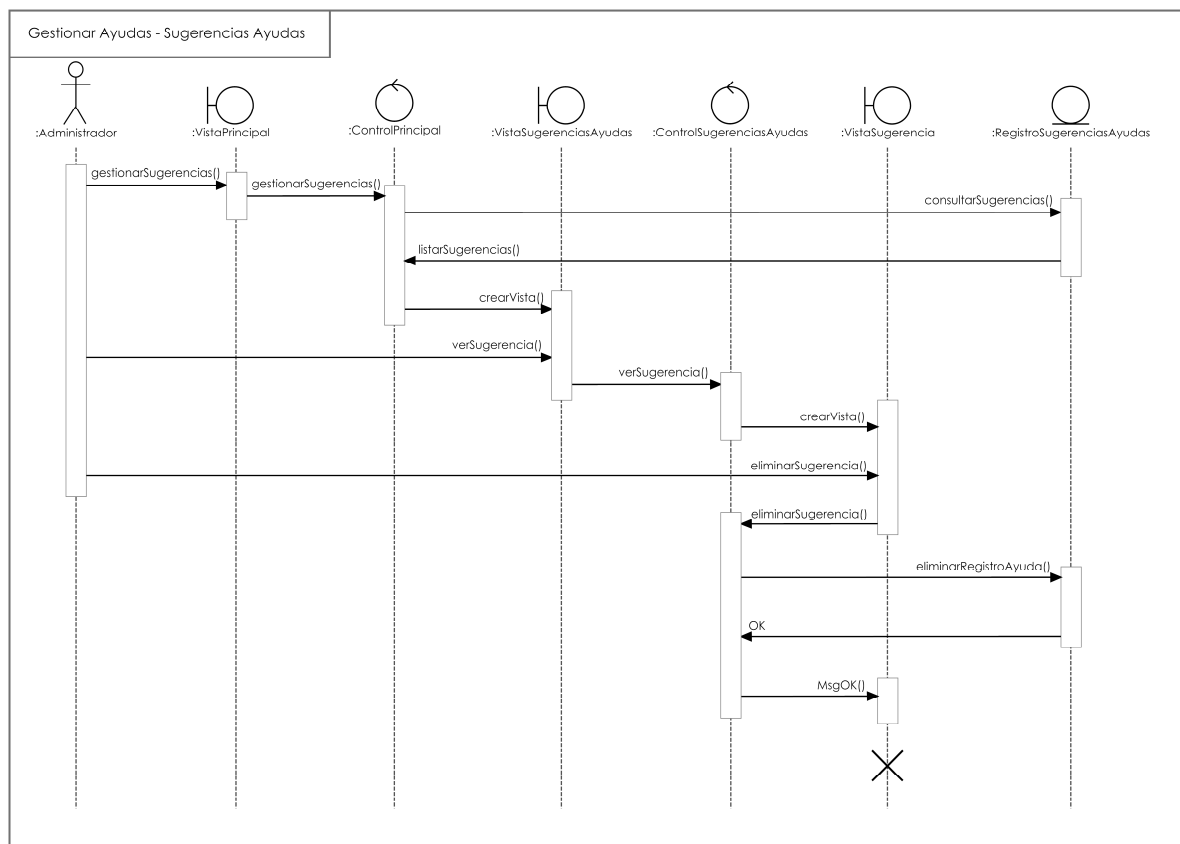 Gestionar Ayudas - Sugerencias Ayudas
:Administrador
:VistaPrincipal
:ControlPrincipal
:VistaSugerenciasAyudas
:ControlSugerenciasAyudas
:VistaSugerencia
:RegistroSugerenciasAyudas
gestionarSugerencias()
gestionarSugerencias()
consultarSugerencias()
listarSugerencias()
crearVista()
verSugerencia()
verSugerencia()
crearVista()
eliminarSugerencia()
eliminarSugerencia()
eliminarRegistroAyuda()
OK
MsgOK()